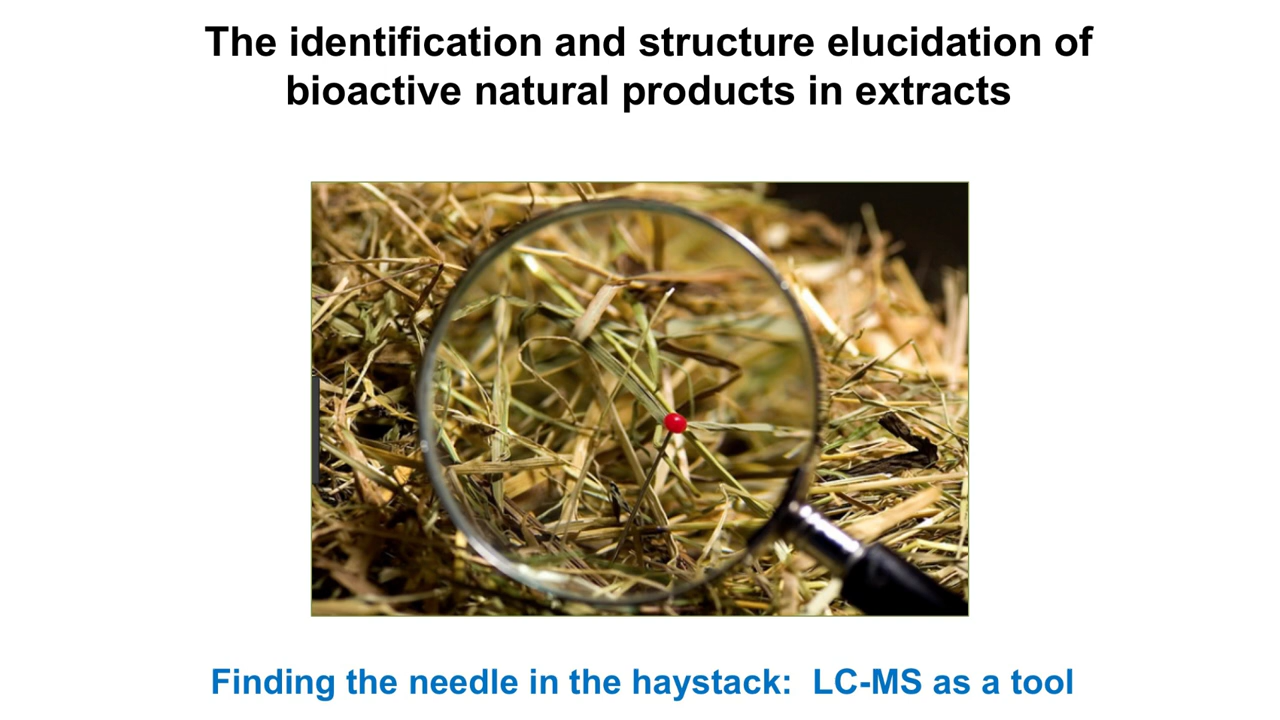 The identification and structure elucidation of
bioactive natural products in extracts
Finding the needle in the haystack:  LC-MS as a tool